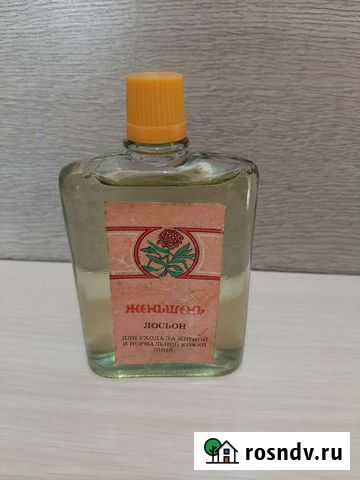 ЖЕНЬШЕНЬ
ЛОСЬОН
ДЛЯ УХОДА ЗА ЖИРНОЙ
И НОРМАЛЬНОЙ КОЖЕЙ
ЛИЦА
rosndv.ru